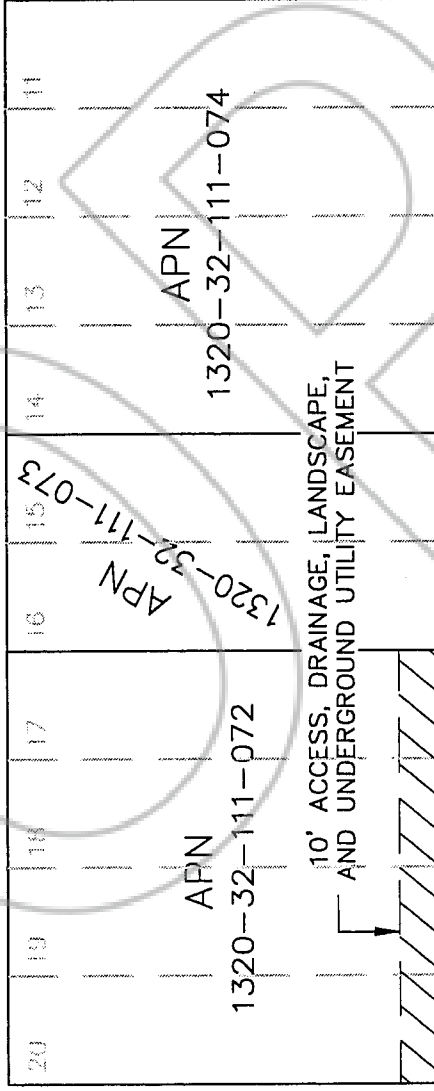 20
19
18
17
16
15
14
13
12
11
APN
1320-32-111-072
APN
1320-32-111-073
APN
1320-32-111-074
10' ACCESS, DRAINAGE, LANDSCAPE,
AND UNDERGROUND UTILITY EASEMENT